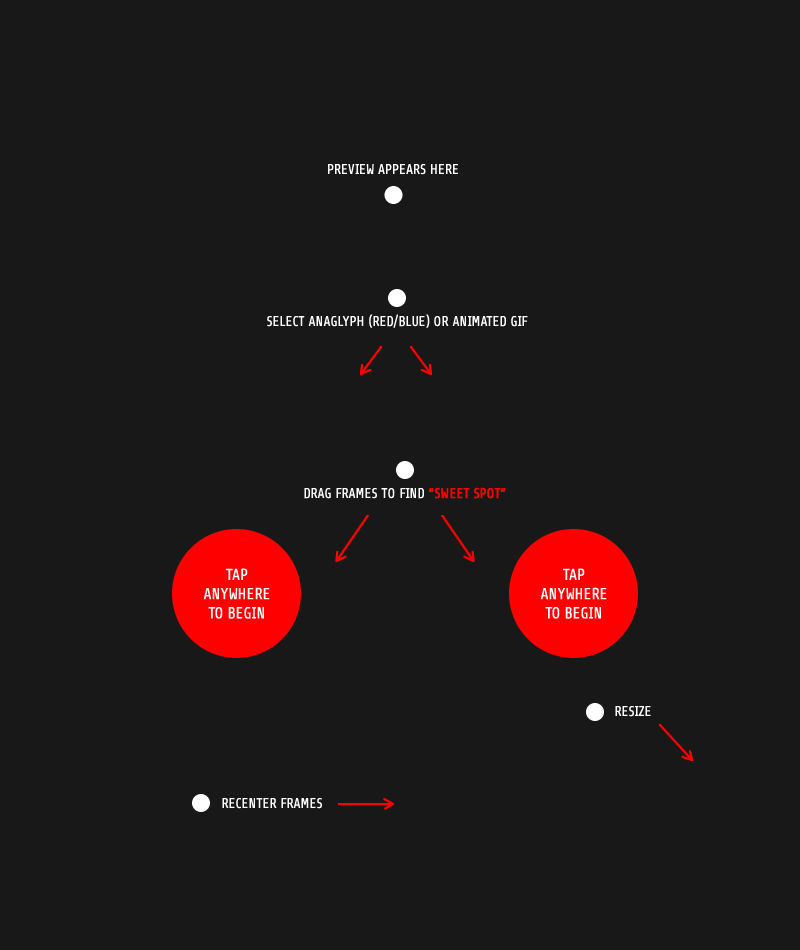 PREVIEW APPEARS HERE
SELECT ANAGLYPH (RED/BLUE) OR ANIMATED GIF
DRAG FRAMES TO FIND "SWEET SPOT"
TAP
ANYWHERE
TO BEGIN
TAP
ANYWHERE
TO BEGIN
RESIZE
RECENTER FRAMES